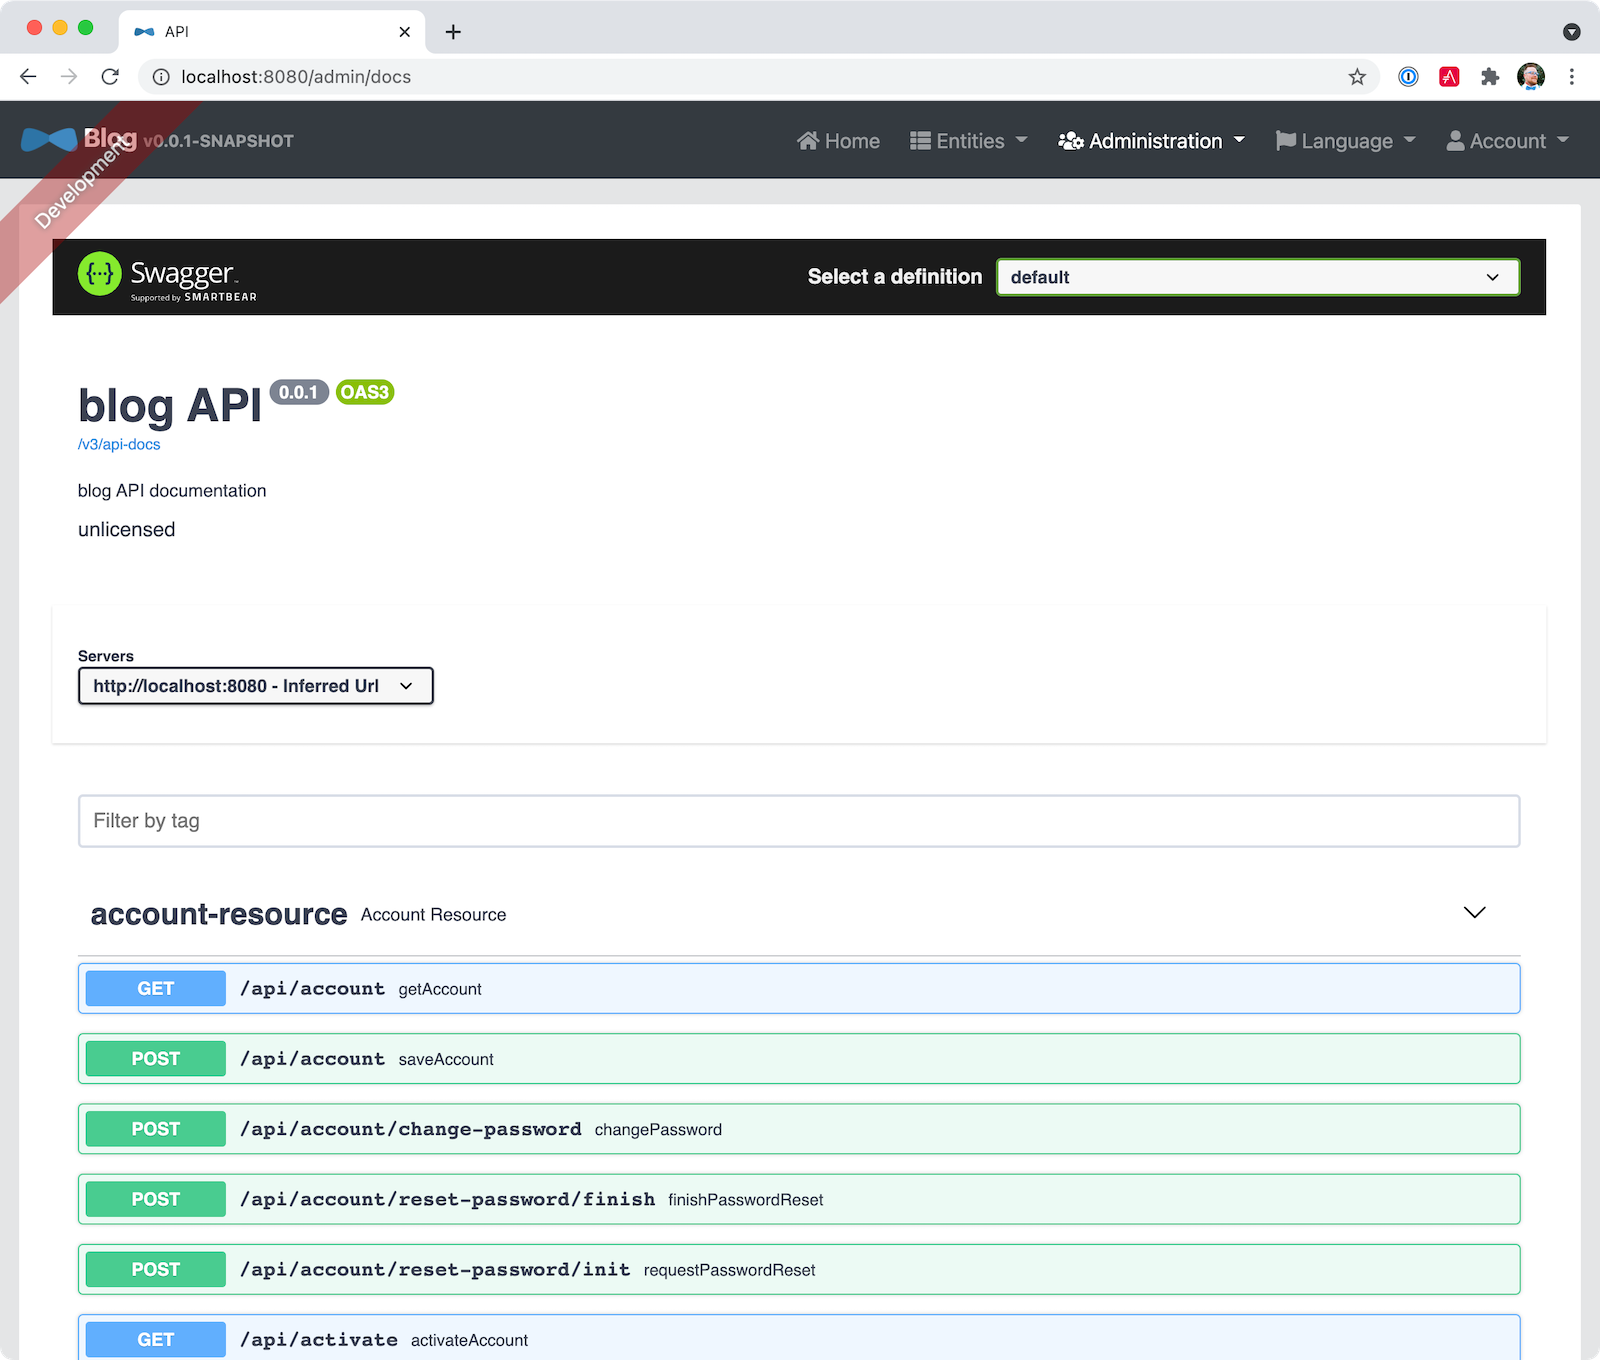 API
localhost:8080/admin/docs
Blog v0.0.1-SNAPSHOT
Home
Entities
Administration
Language
Account
Development
Swagger
Supported by SMARTBEAR
Select a definition
default
blog API 0.0.1 OAS3
/v3/api-docs
blog API documentation
unlicensed
Servers
http://localhost:8080 - Inferred Url
Filter by tag
account-resource Account Resource
GET /api/account getAccount
POST /api/account saveAccount
POST /api/account/change-password changePassword
POST /api/account/reset-password/finish finishPasswordReset
POST /api/account/reset-password/init requestPasswordReset
GET /api/activate activateAccount